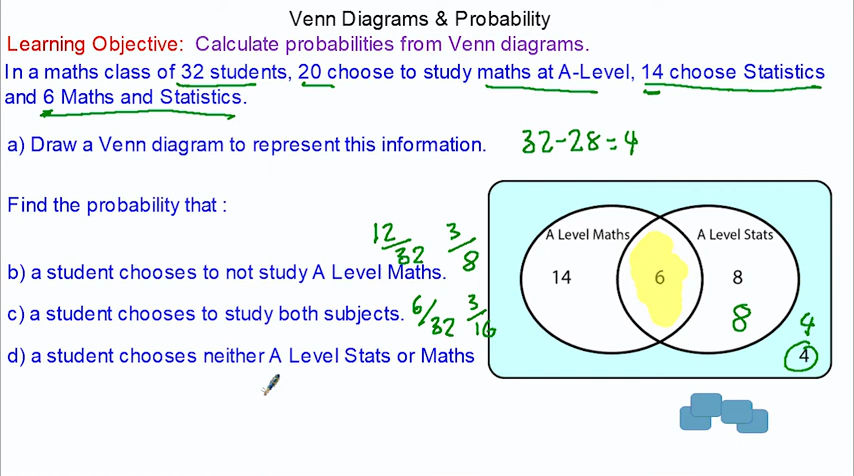 Venn Diagrams & Probability
Learning Objective: Calculate probabilities from Venn diagrams.
In a maths class of 32 students, 20 choose to study maths at A-Level, 14 choose Statistics
and 6 Maths and Statistics.
a) Draw a Venn diagram to represent this information. 32-28=4
Find the probability that :
b) a student chooses to not study A Level Maths. 12/32 3/8
c) a student chooses to study both subjects. 6/32 3/16
d) a student chooses neither A Level Stats or Maths
A Level Maths A Level Stats
14 6 8
8
4
4